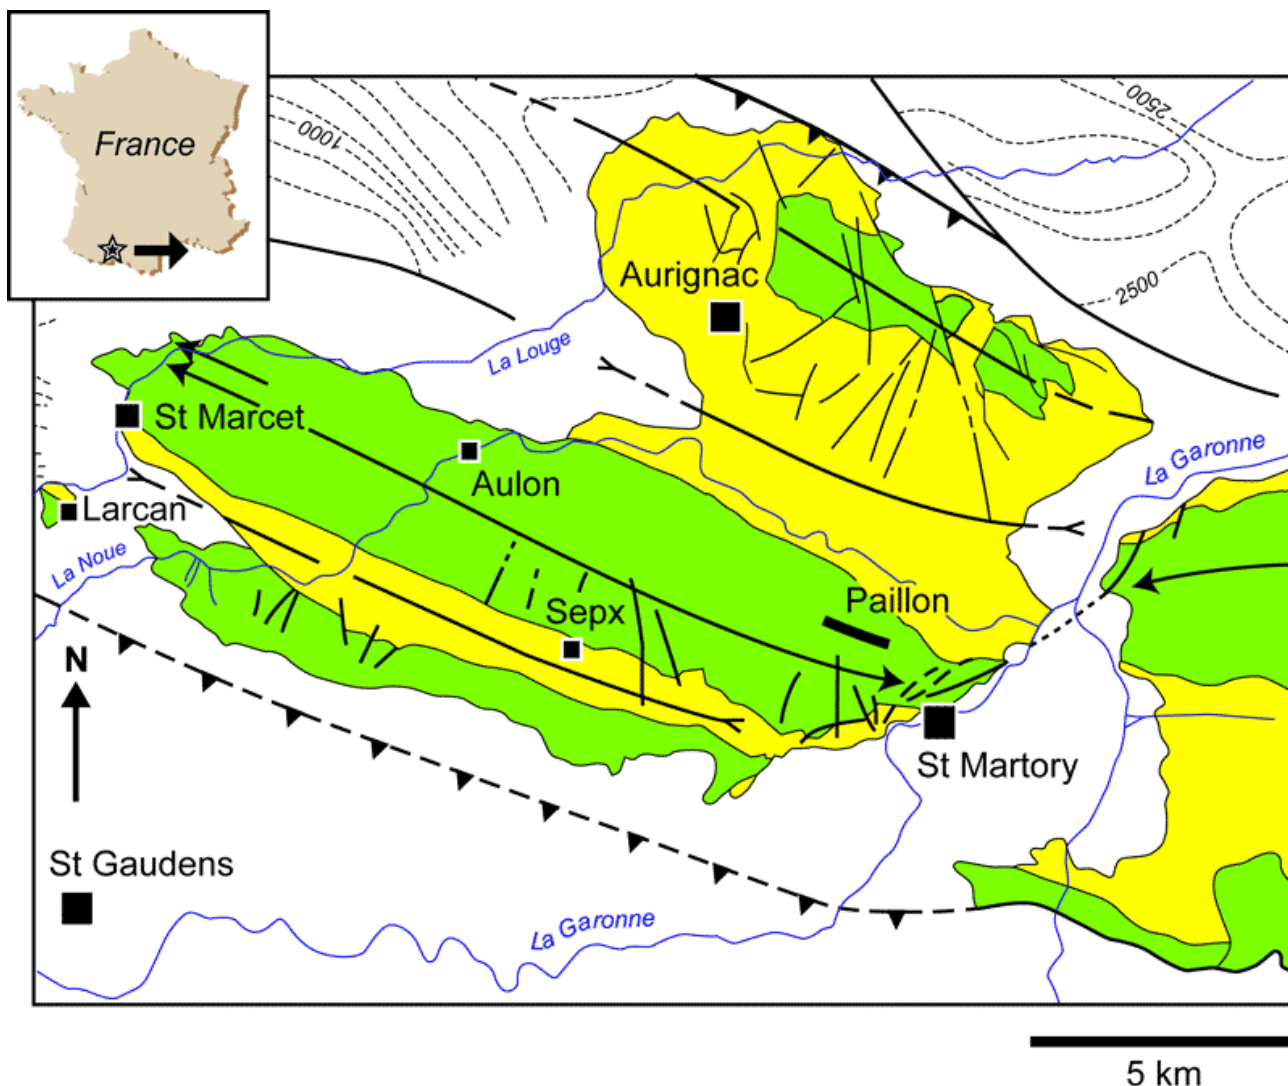 France
1000
2500
2500
Aurignac
La Louge
St Marcet
Aulon
La Garonne
Larcan
La Noue
Sepx
Paillon
N
St Martory
St Gaudens
La Garonne
5 km